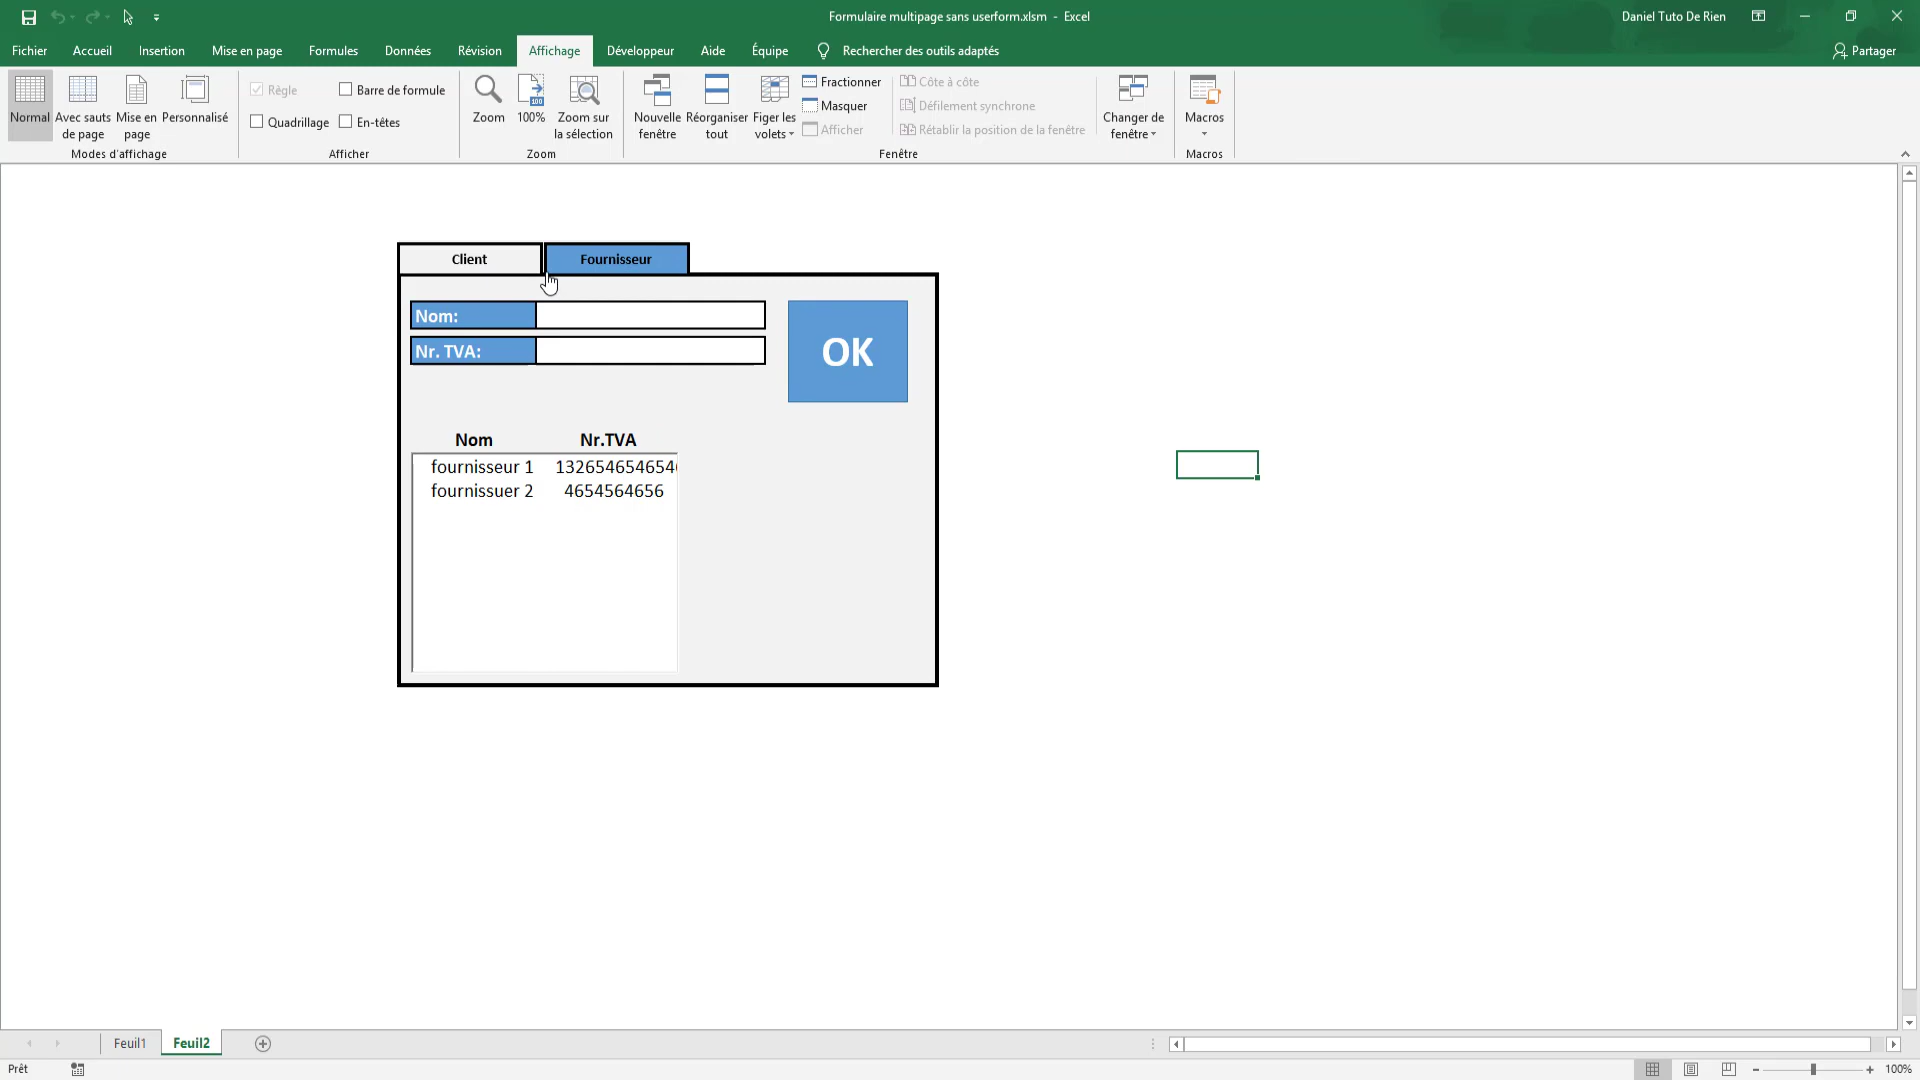 Formulaire multipage sans userform.xlsm - Excel
Daniel Tuto De Rien
Fichier Accueil Insertion Mise en page Formules Données Révision Affichage Développeur Aide Équipe Rechercher des outils adaptés Partager
Normal
Avec sauts
de page
Mise en
page
Personnalisé
Modes d'affichage
Règle
Barre de formule
Quadrillage
En-têtes
Afficher
Zoom
100
100%
Zoom sur
la sélection
Zoom
Nouvelle
fenêtre
Réorganiser
tout
Figer les
volets
Fractionner
Masquer
Afficher
Côte à côte
Défilement synchrone
Rétablir la position de la fenêtre
Changer de
fenêtre
Fenêtre
Macros
Macros
Client
Fournisseur
Nom:
Nr. TVA:
OK
Nom Nr.TVA
fournisseur 1
fournissuer 2 4654564656
Feuil1 Feuil2
Prêt
100%